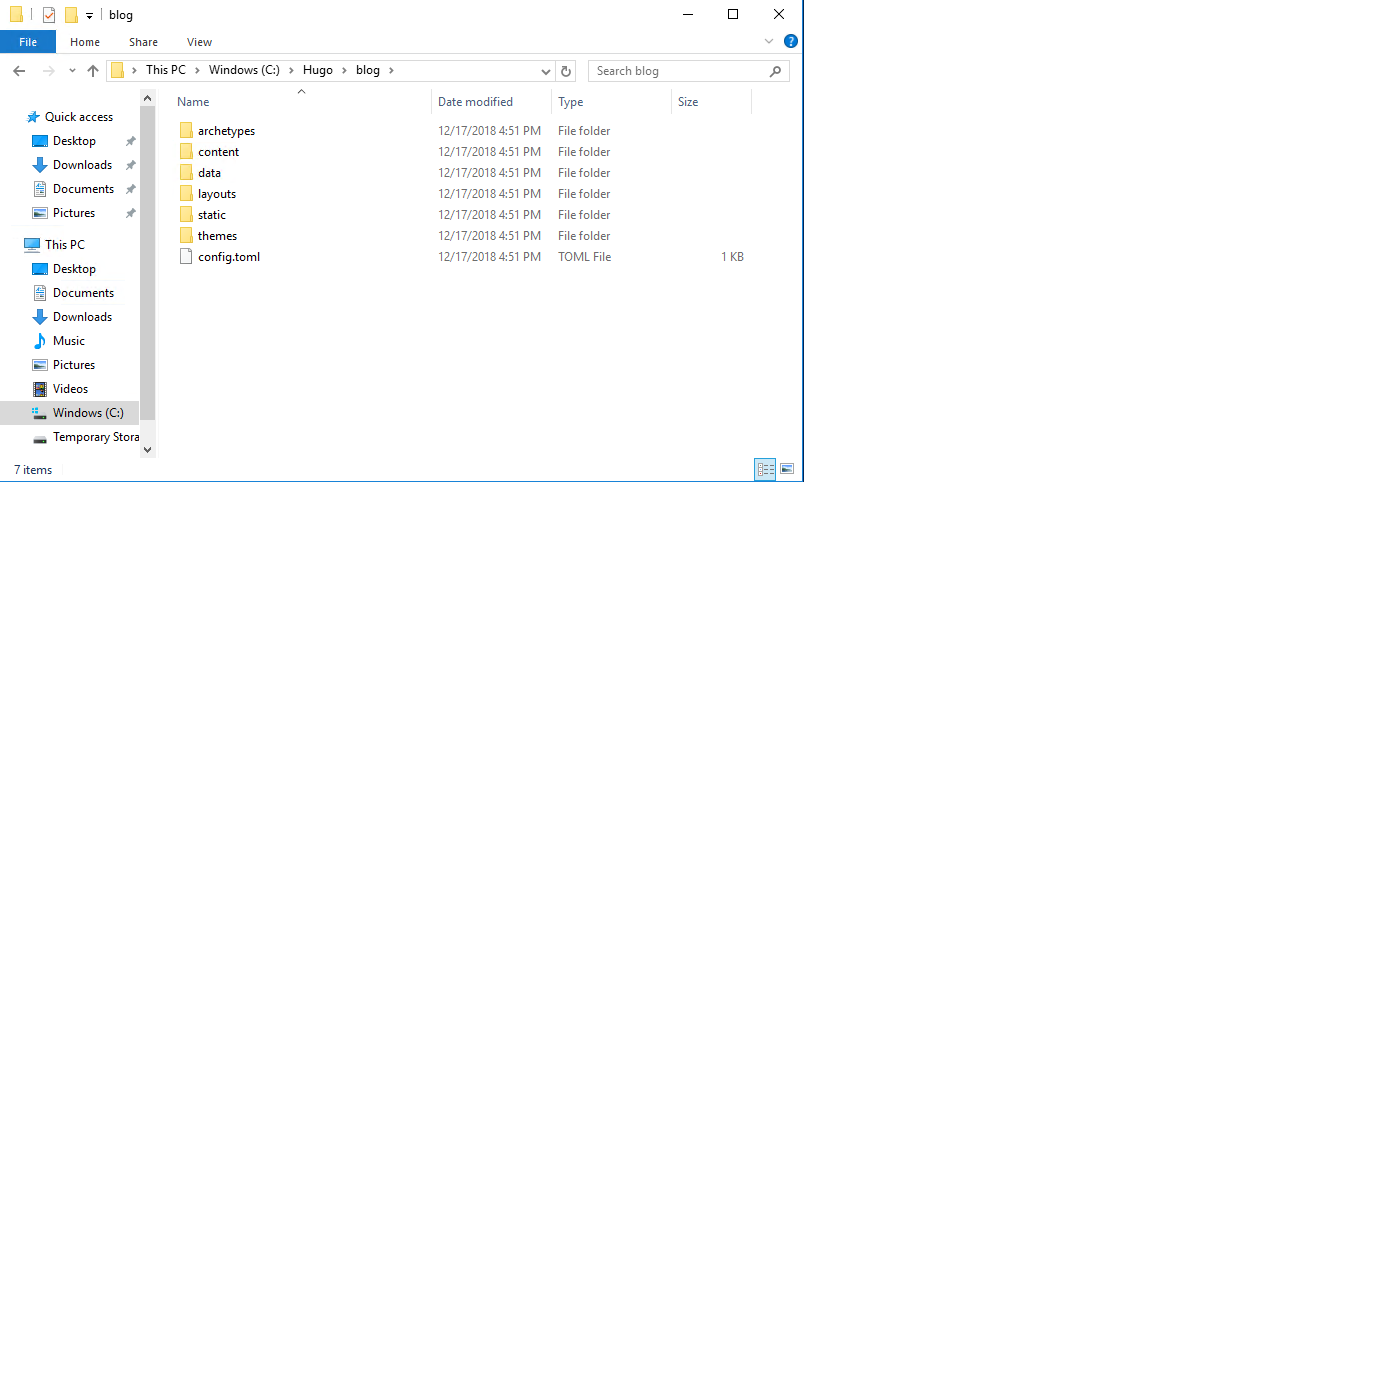 blog
File Home Share View
This PC Windows (C:) Hugo blog Search blog
Name Date modified Type Size
Quick access
Desktop
Downloads
Documents
Pictures
This PC
Desktop
Documents
Downloads
Music
Pictures
Videos
Windows (C:)
Temporary Stora
archetypes 12/17/2018 4:51 PM File folder
content 12/17/2018 4:51 PM File folder
data 12/17/2018 4:51 PM File folder
layouts 12/17/2018 4:51 PM File folder
static 12/17/2018 4:51 PM File folder
themes 12/17/2018 4:51 PM File folder
config.toml 12/17/2018 4:51 PM TOML File 1 KB
7 items